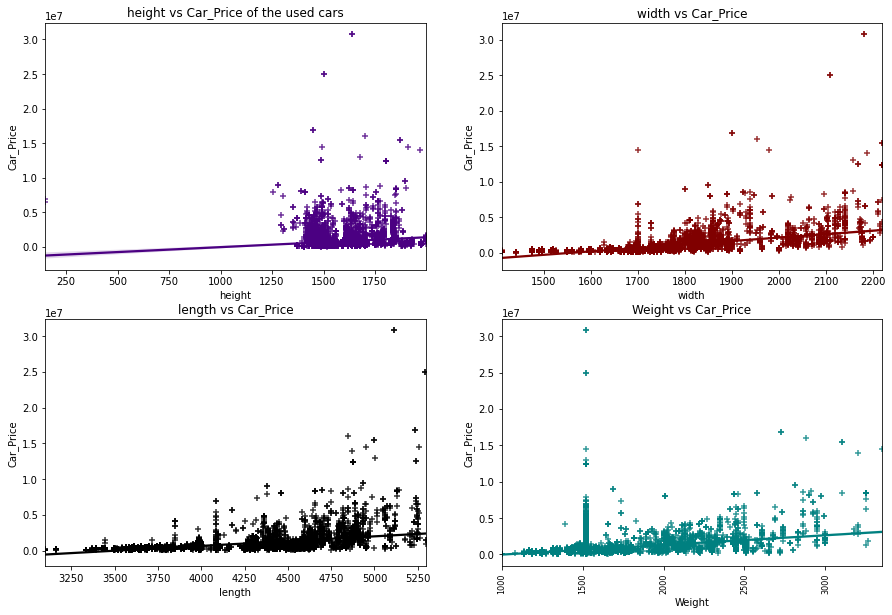 height vs Car_Price of the used cars
1e7
3.0
2.5
2.0
1.5
1.0
0.5
0.0
Car_Price
250 500 750 1000 1250 1500 1750
height
width vs Car_Price
1e7
3.0
2.5
2.0
1.5
1.0
0.5
0.0
Car_Price
1500 1600 1700 1800 1900 2000 2100 2200
width
length vs Car_Price
1e7
3.0
2.5
2.0
1.5
1.0
0.5
0.0
Car_Price
3250 3500 3750 4000 4250 4500 4750 5000 5250
length
Weight vs Car_Price
1e7
3.0
2.5
2.0
1.5
1.0
0.5
0.0
Car_Price
1000 1500 2000 2500 3000
Weight